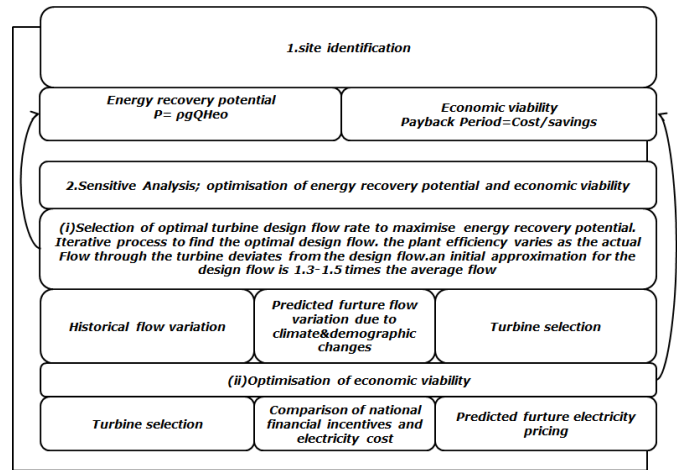 1.site identification
Energy recovery potential
P= ρgQHeo
Economic viability
Payback Period=Cost/savings
2.Sensitive Analysis; optimisation of energy recovery potential and economic viability
(i)Selection of optimal turbine design flow rate to maximise energy recovery potential.
Iterative process to find the optimal design flow. the plant efficiency varies as the actual
Flow through the turbine deviates from the design flow.an initial approximation for the
design flow is 1.3-1.5 times the average flow
Historical flow variation
Predicted furture flow
variation due to
climate&demographic
changes
Turbine selection
(ii)Optimisation of economic viability
Turbine selection
Comparison of national
financial incentives and
electricity cost
Predicted furture electricity
pricing